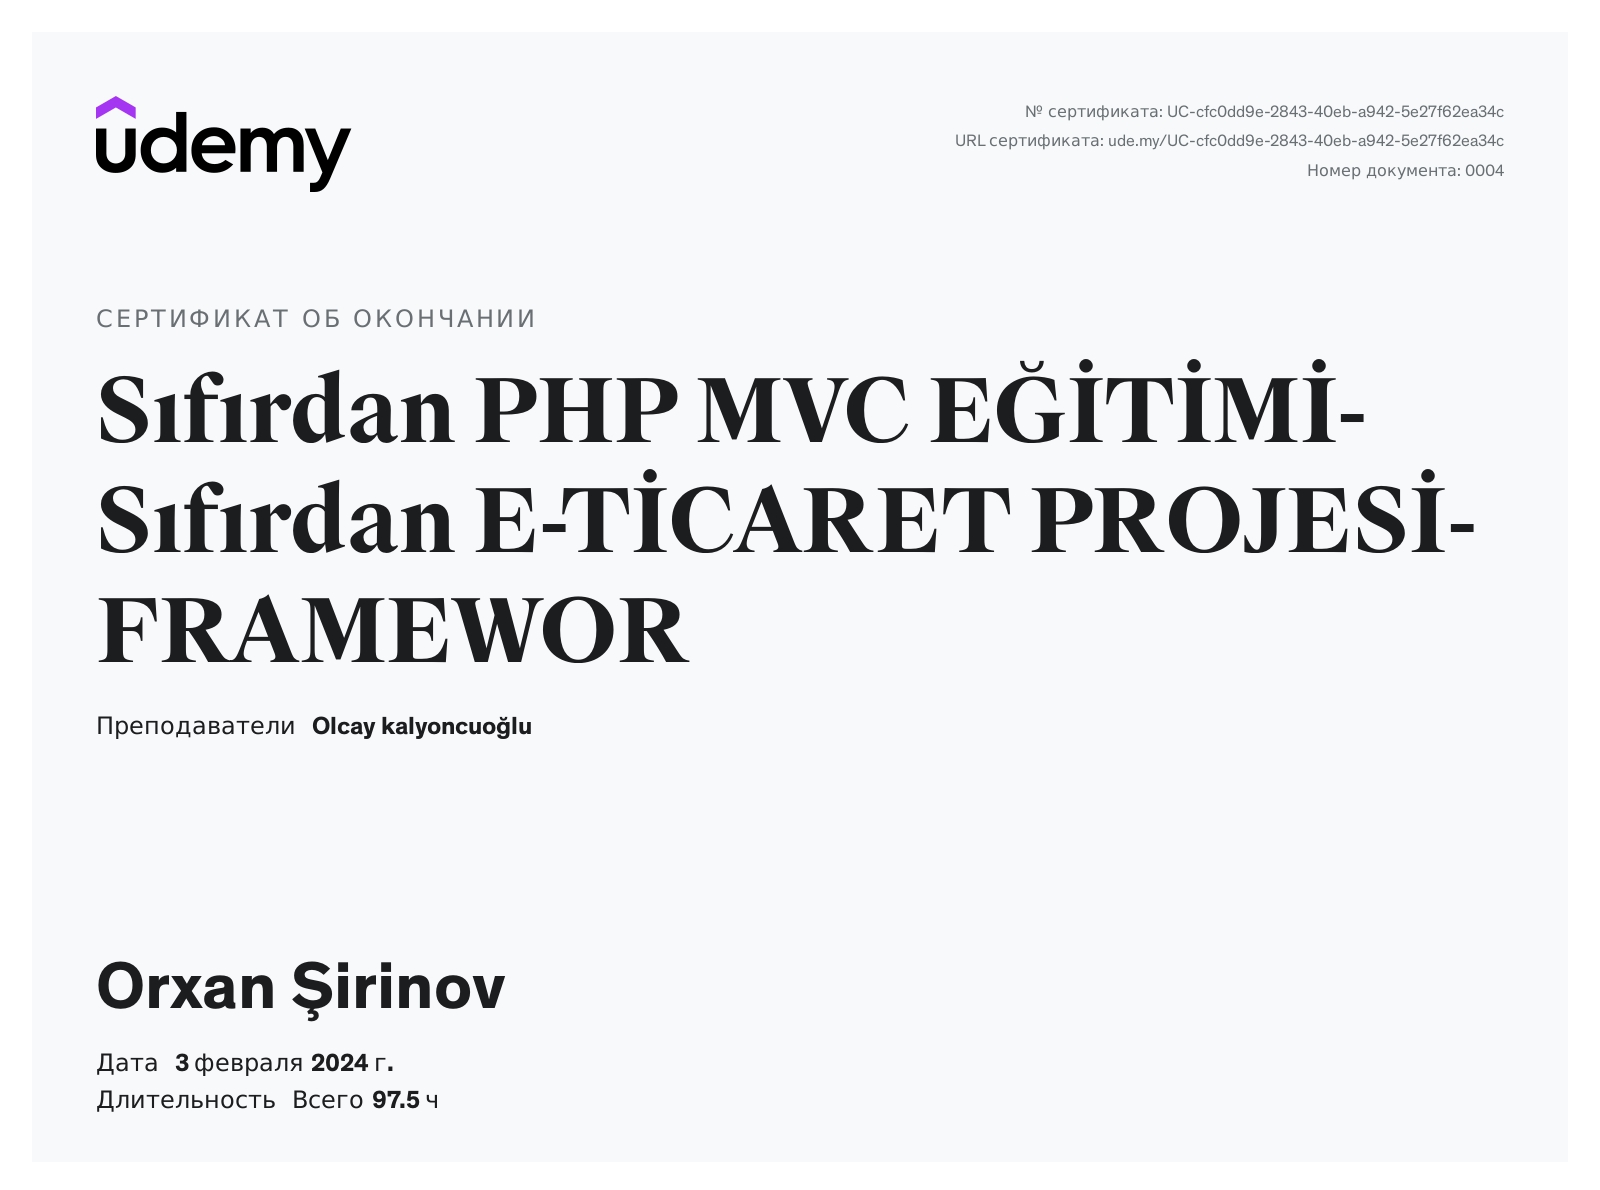 udemy
№ сертификата: UC-cfc0dd9e-2843-40eb-a942-5e27f62ea34c
URL сертификата: ude.my/UC-cfc0dd9e-2843-40eb-a942-5e27f62ea34c
Номер документа: 0004
СЕРТИФИКАТ ОБ ОКОНЧАНИИ
Sıfırdan PHP MVC EĞİTİMİ-
Sıfırdan E-TİCARET PROJESİ-
FRAMEWOR
Преподаватели Olcay kalyoncuoğlu
Orxan Şirinov
Дата 3 февраля 2024 г.
Длительность Всего 97.5 ч